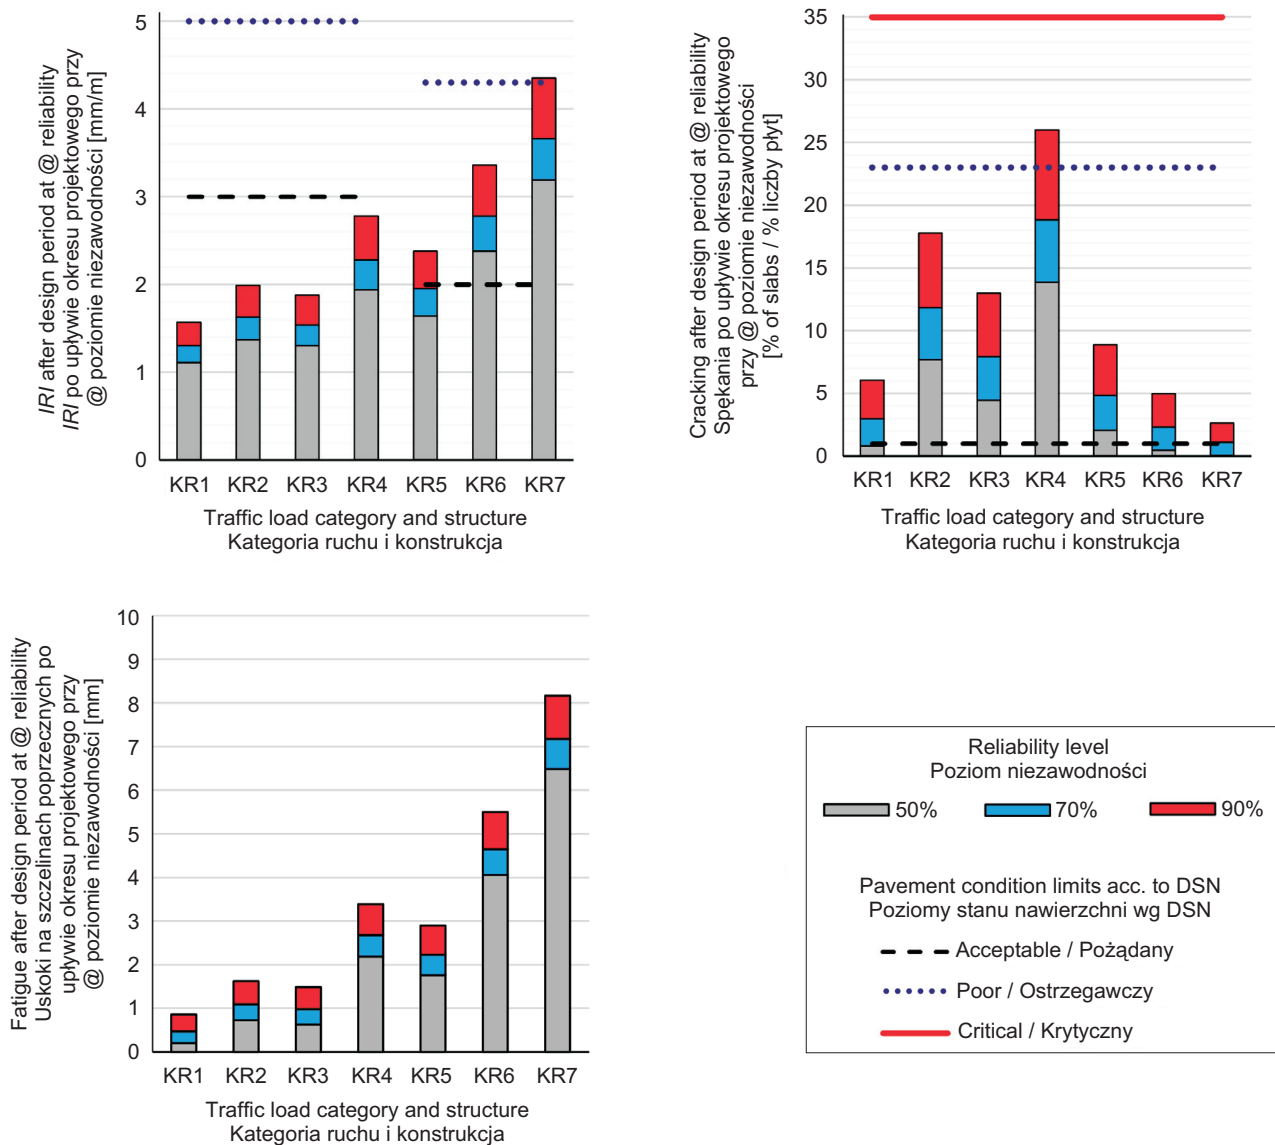 IRI after design period at @ reliability
IRI po upływie okresu projektowego przy
@ poziomie niezawodności [mm/m]
5
4
3
2
1
0
KR1 KR2 KR3 KR4 KR5 KR6 KR7
Traffic load category and structure
Kategoria ruchu i konstrukcja
Cracking after design period at @ reliability
Spękania po upływie okresu projektowego
przy @ poziomie niezawodności
[% of slabs / % liczby płyt]
35
30
25
20
15
10
5
0
KR1 KR2 KR3 KR4 KR5 KR6 KR7
Traffic load category and structure
Kategoria ruchu i konstrukcja
Fatigue after design period at @ reliability
Uskoki na szczelinach poprzecznych po
upływie okresu projektowego przy
@ poziomie niezawodności [mm]
10
9
8
7
6
5
4
3
2
1
0
KR1 KR2 KR3 KR4 KR5 KR6 KR7
Traffic load category and structure
Kategoria ruchu i konstrukcja
Reliability level
Poziom niezawodności
50% 70% 90%
Pavement condition limits acc. to DSN
Poziomy stanu nawierzchni wg DSN
Acceptable / Pożądany
Poor / Ostrzegawczy
Critical / Krytyczny